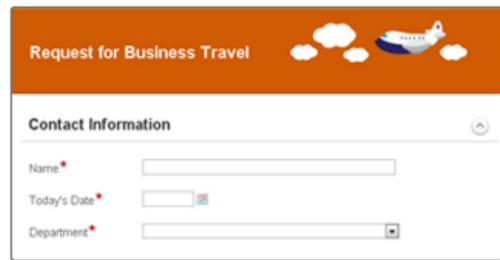 Request for Business Travel
Contact Information
Name*
Today's Date*
Department*